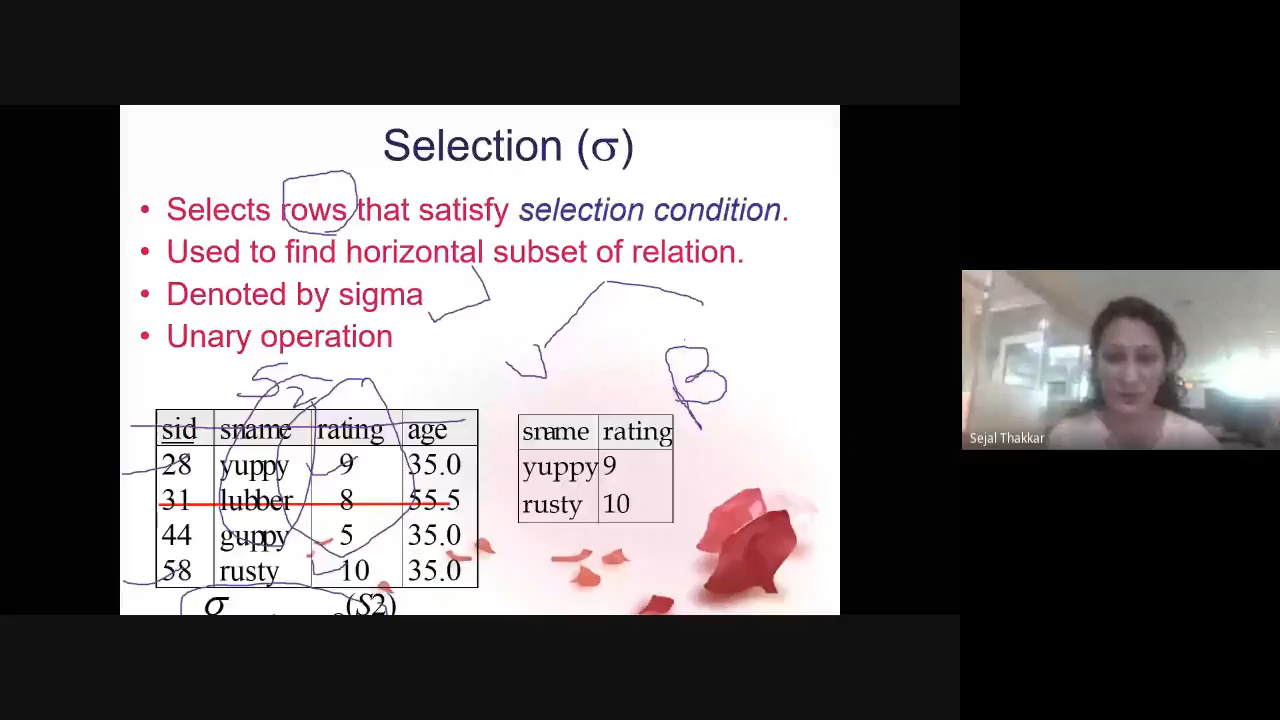 Selection (σ)
• Selects rows that satisfy selection condition.
• Used to find horizontal subset of relation.
• Denoted by sigma
• Unary operation
S2
B
sid sname rating age
28 yuppy 9 35.0
31 lubber 8 55.5
44 guppy 5 35.0
58 rusty 10 35.0
sname rating
yuppy 9
rusty 10
σ (S2)
Sejal Thakkar